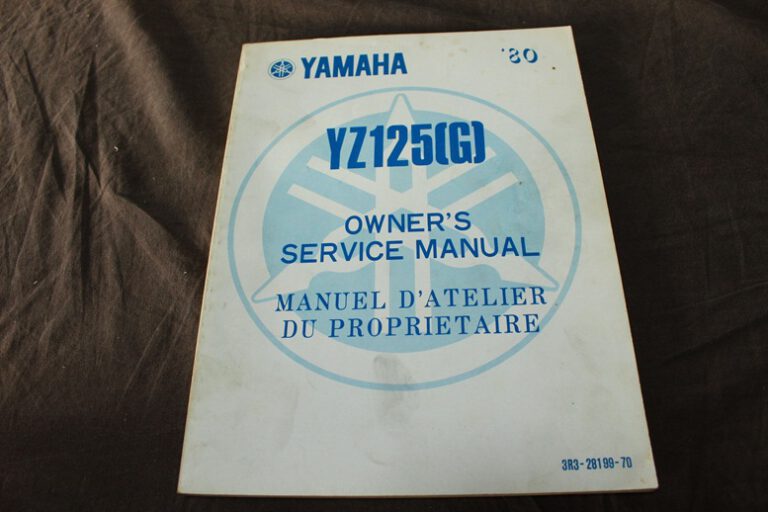 YAMAHA '80
YZ125(G)
OWNER'S
SERVICE MANUAL
MANUEL D'ATELIER
DU PROPRIETAIRE
3R3-28199-70